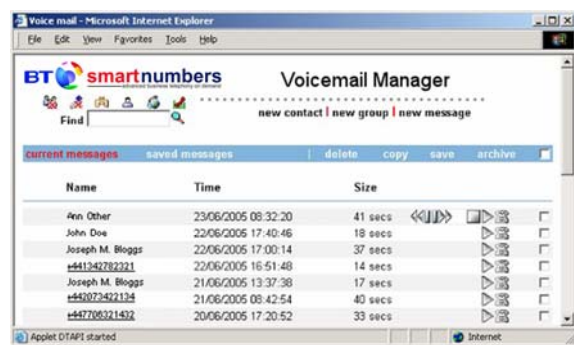 Voice mail - Microsoft Internet Explorer
File Edit View Favorites Tools Help
BT smartnumbers
advanced business telephony on demand
Voicemail Manager
Find
new contact | new group | new message
current messages saved messages | delete copy save archive
Name Time Size
Ann Other 23/06/2005 08:32:20 41 secs
John Doe 22/06/2005 17:40:46 18 secs
Joseph M. Bloggs 22/06/2005 17:00:14 37 secs
+441342782321 22/06/2005 16:51:48 14 secs
Joseph M. Bloggs 21/06/2005 13:37:38 17 secs
+442073422134 21/06/2005 08:42:54 40 secs
+447706321432 20/06/2005 17:20:52 33 secs
Applet DTAPI started Internet